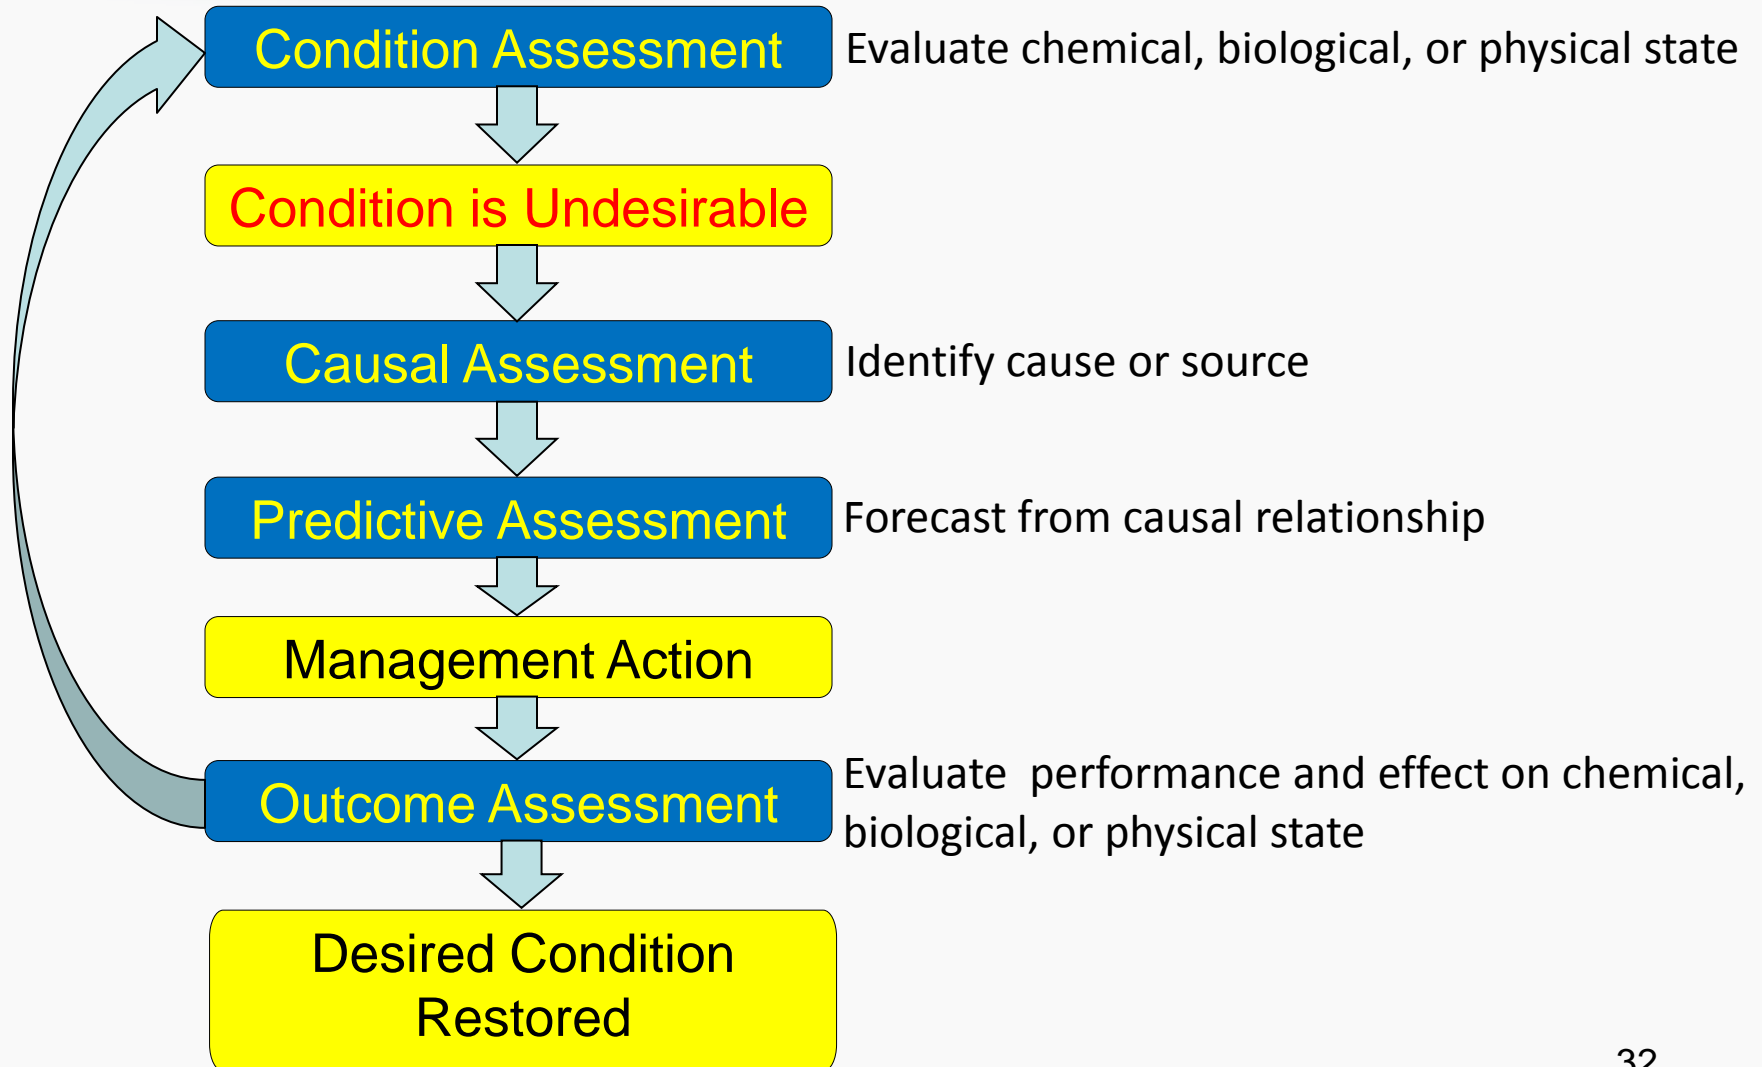 Condition Assessment
Evaluate chemical, biological, or physical state
Condition is Undesirable
Causal Assessment
Identify cause or source
Predictive Assessment
Forecast from causal relationship
Management Action
Outcome Assessment
Evaluate  performance and effect on chemical,
biological, or physical state
Desired Condition
Restored
32